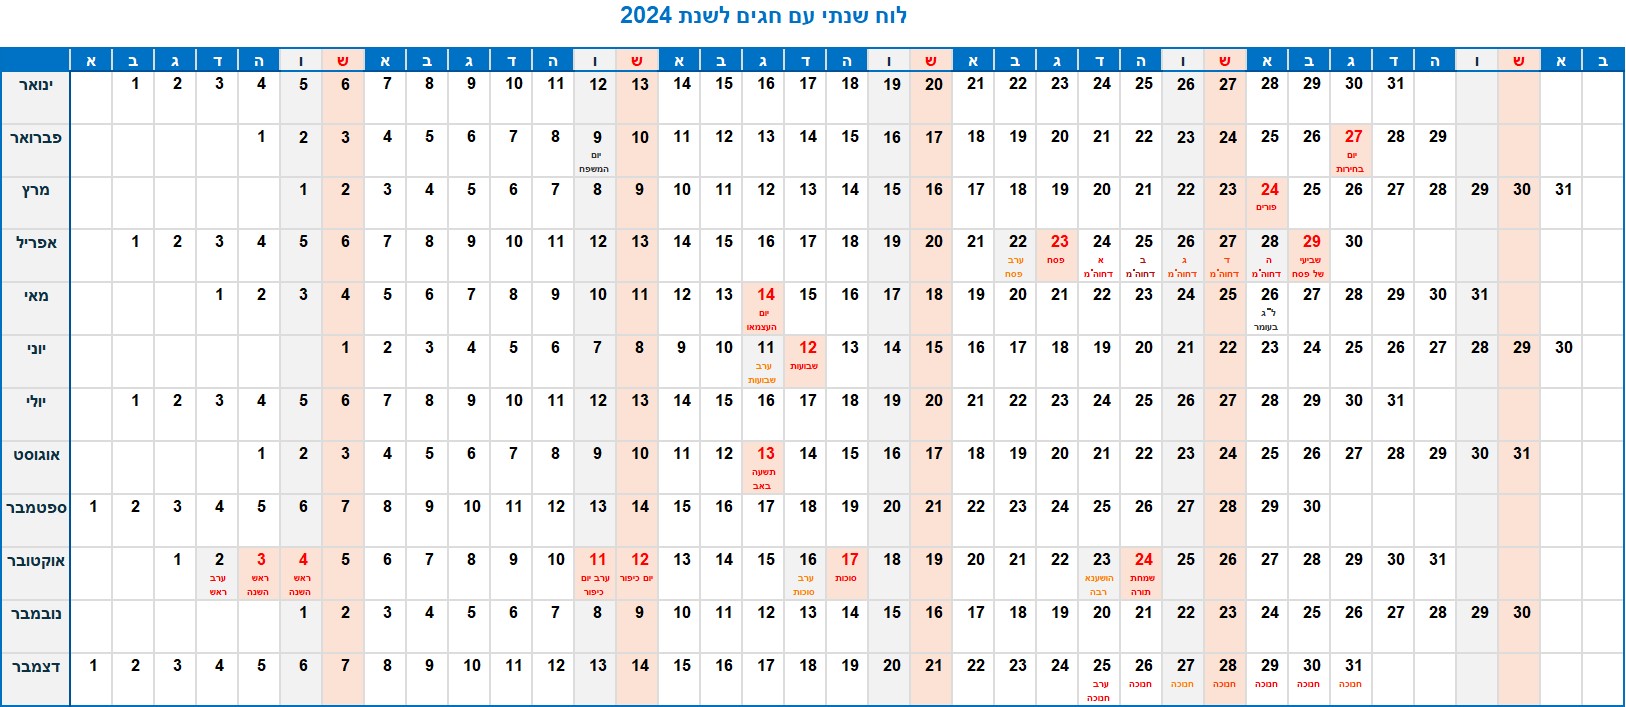 לוח שנתי עם חגים לשנת 2024
א ב ג ד ה ו ש א ב ג ד ה ו ש א ב ג ד ה ו ש א ב ג ד ה ו ש א ב ג ד ה ו ש א ב
ינואר 1 2 3 4 5 6 7 8 9 10 11 12 13 14 15 16 17 18 19 20 21 22 23 24 25 26 27 28 29 30 31
פברואר 1 2 3 4 5 6 7 8 9 10 11 12 13 14 15 16 17 18 19 20 21 22 23 24 25 26 27 28 29
יום יום
המשפח בחירות
מרץ 1 2 3 4 5 6 7 8 9 10 11 12 13 14 15 16 17 18 19 20 21 22 23 24 25 26 27 28 29 30 31
פורים
אפריל 1 2 3 4 5 6 7 8 9 10 11 12 13 14 15 16 17 18 19 20 21 22 23 24 25 26 27 28 29 30
ערב פסח א ב ג ד ה שביעי
פסח דחוה"מ דחוה"מ דחוה"מ דחוה"מ דחוה"מ של פסח
מאי 1 2 3 4 5 6 7 8 9 10 11 12 13 14 15 16 17 18 19 20 21 22 23 24 25 26 27 28 29 30 31
יום ל"ג
העצמאו בעומר
יוני 1 2 3 4 5 6 7 8 9 10 11 12 13 14 15 16 17 18 19 20 21 22 23 24 25 26 27 28 29 30
ערב שבועות
שבועות
יולי 1 2 3 4 5 6 7 8 9 10 11 12 13 14 15 16 17 18 19 20 21 22 23 24 25 26 27 28 29 30 31
אוגוסט 1 2 3 4 5 6 7 8 9 10 11 12 13 14 15 16 17 18 19 20 21 22 23 24 25 26 27 28 29 30 31
תשעה
באב
ספטמבר 1 2 3 4 5 6 7 8 9 10 11 12 13 14 15 16 17 18 19 20 21 22 23 24 25 26 27 28 29 30
אוקטובר 1 2 3 4 5 6 7 8 9 10 11 12 13 14 15 16 17 18 19 20 21 22 23 24 25 26 27 28 29 30 31
ערב ראש ראש ערב יום יום כיפור ערב סוכות הושענא שמחת
ראש השנה השנה כיפור סוכות רבה תורה
נובמבר 1 2 3 4 5 6 7 8 9 10 11 12 13 14 15 16 17 18 19 20 21 22 23 24 25 26 27 28 29 30
דצמבר 1 2 3 4 5 6 7 8 9 10 11 12 13 14 15 16 17 18 19 20 21 22 23 24 25 26 27 28 29 30 31
ערב חנוכה חנוכה חנוכה חנוכה חנוכה חנוכה
חנוכה